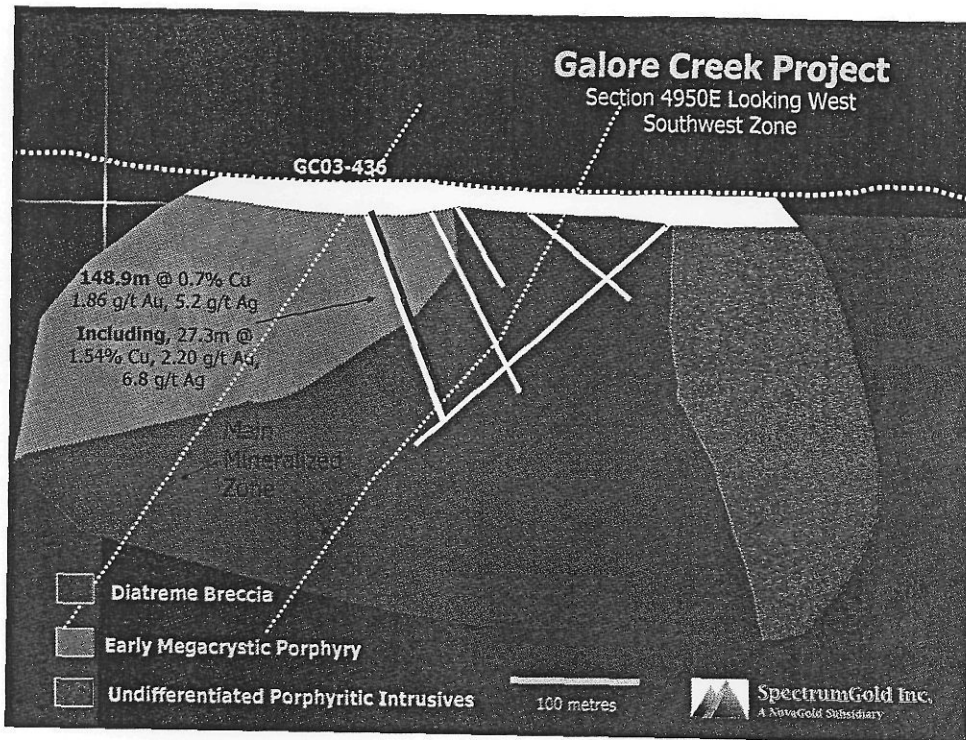 Galore Creek Project
Section 4950E Looking West
Southwest Zone
GC03-436
148.9m @ 0.7% Cu
1.86 g/t Au, 5.2 g/t Ag
Including, 27.3m @
1.54% Cu, 2.20 g/t Au,
6.8 g/t Ag
Main
Mineralized
Zone
Diatreme Breccia
Early Megacrystic Porphyry
Undifferentiated Porphyritic Intrusives
100 metres
SpectrumGold Inc.
A NovaGold Subsidiary